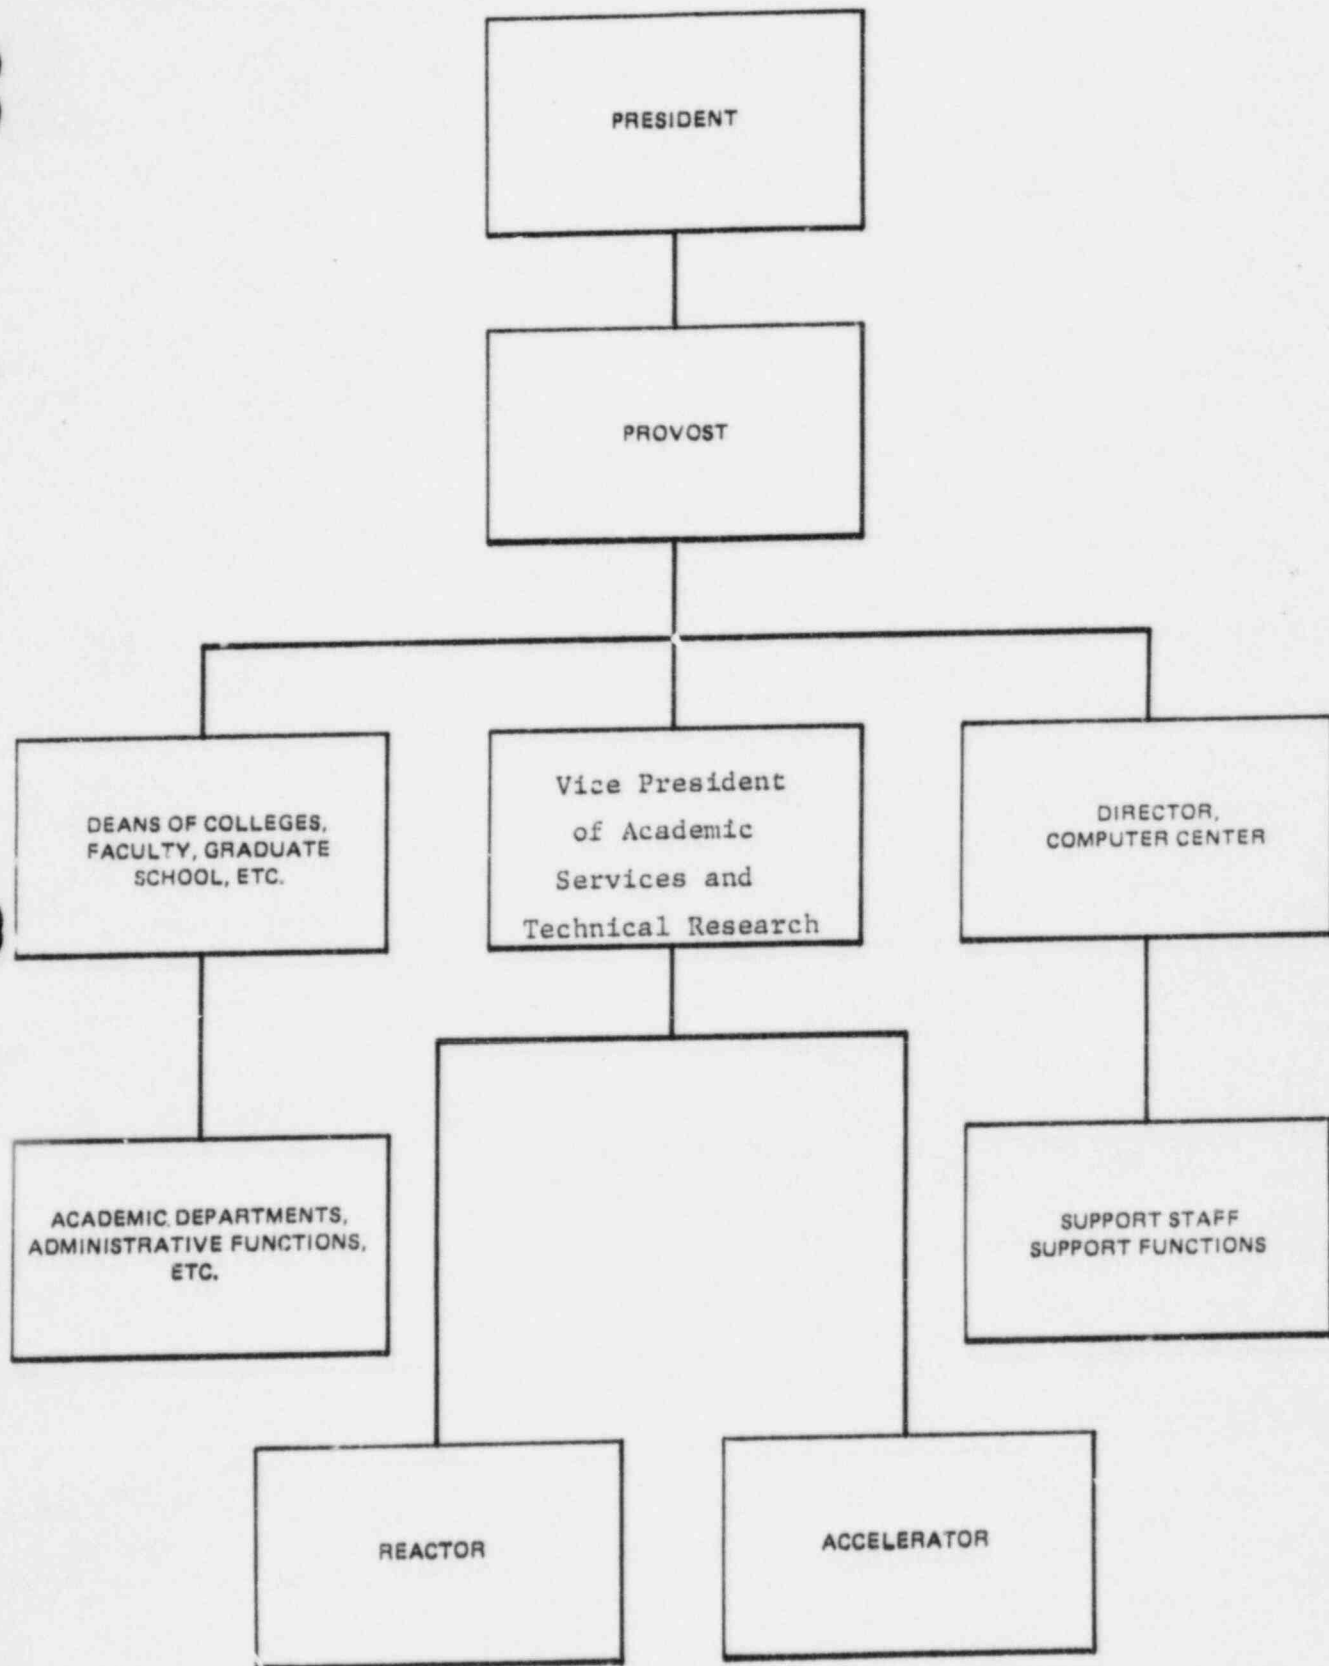 PRESIDENT
PROVOST
DEANS OF COLLEGES,
FACULTY, GRADUATE
SCHOOL, ETC.
Vice President
of Academic
Services and
Technical Research
DIRECTOR,
COMPUTER CENTER
ACADEMIC DEPARTMENTS,
ADMINISTRATIVE FUNCTIONS,
ETC.
SUPPORT STAFF
SUPPORT FUNCTIONS
REACTOR
ACCELERATOR